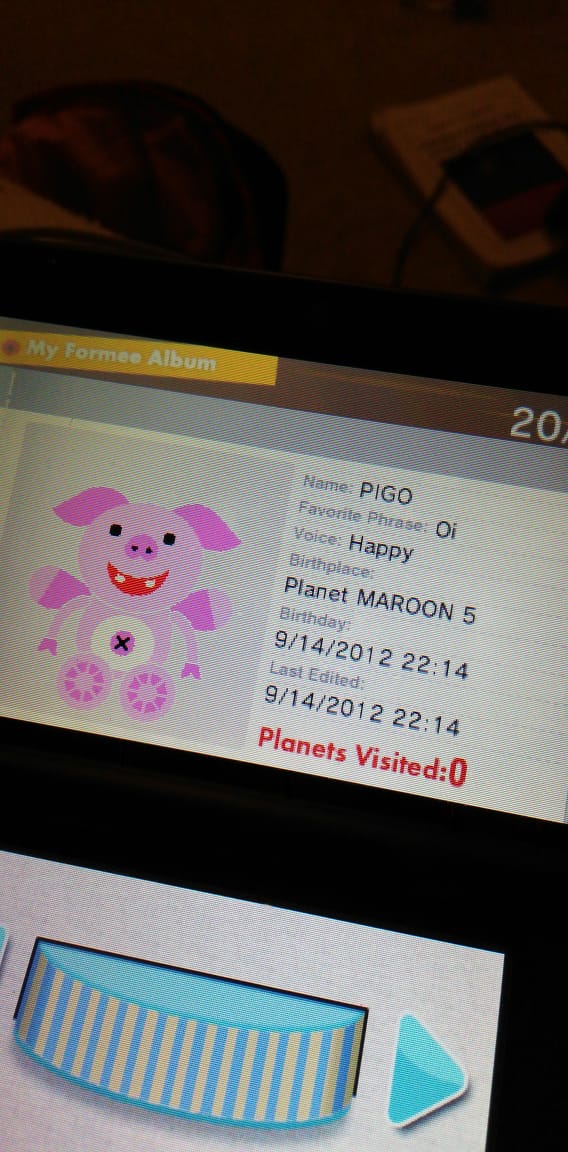 My Formee Album
20/
Name: PIGO
Favorite Phrase: Oi
Voice: Happy
Birthplace:
Planet MAROON 5
Birthday:
9/14/2012 22:14
Last Edited:
9/14/2012 22:14
Planets Visited:0